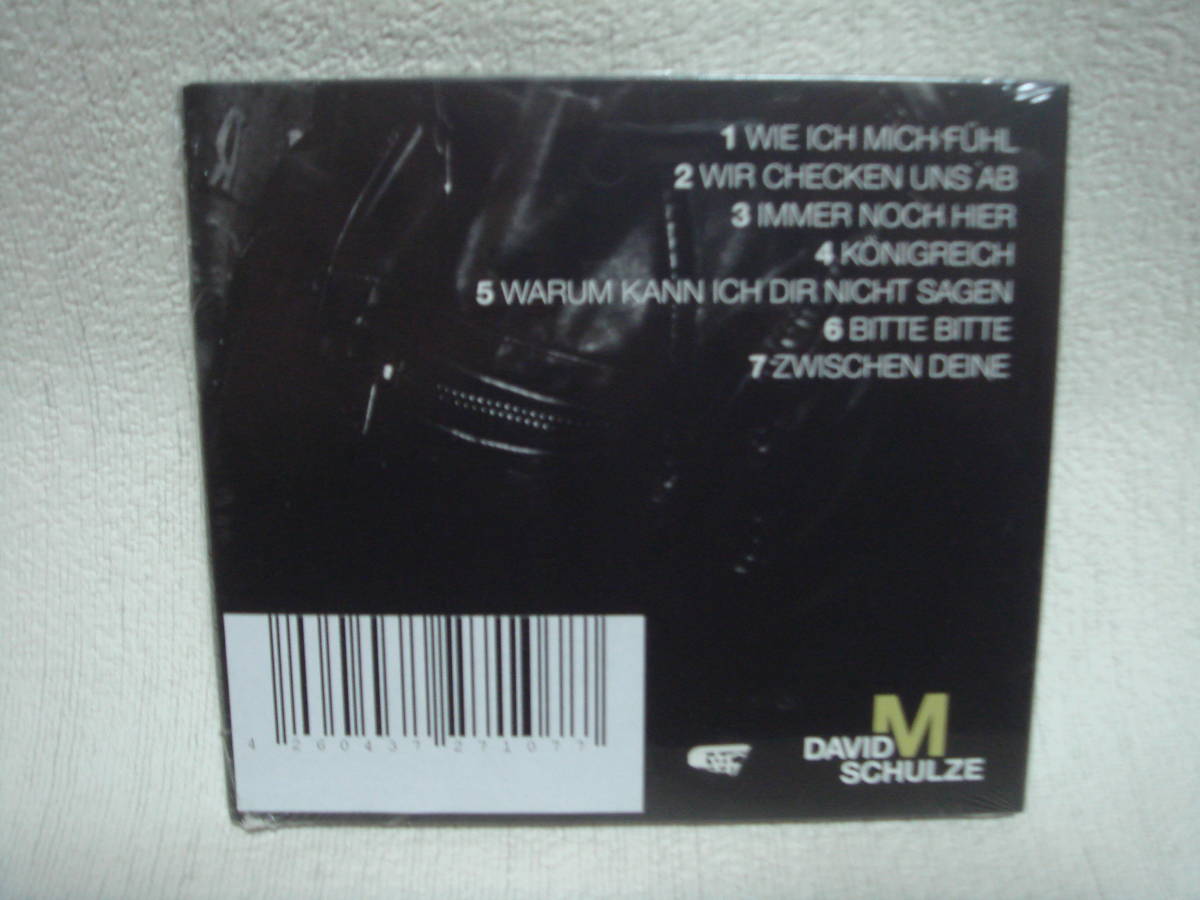 1 WIE ICH MICH FÜHL
2 WIR CHECKEN UNS AB
3 IMMER NOCH HIER
4 KÖNIGREICH
5 WARUM KANN ICH DIR NICHT SAGEN
6 BITTE BITTE
7 ZWISCHEN DEINE
4 260437 271077
DAVID M
SCHULZE